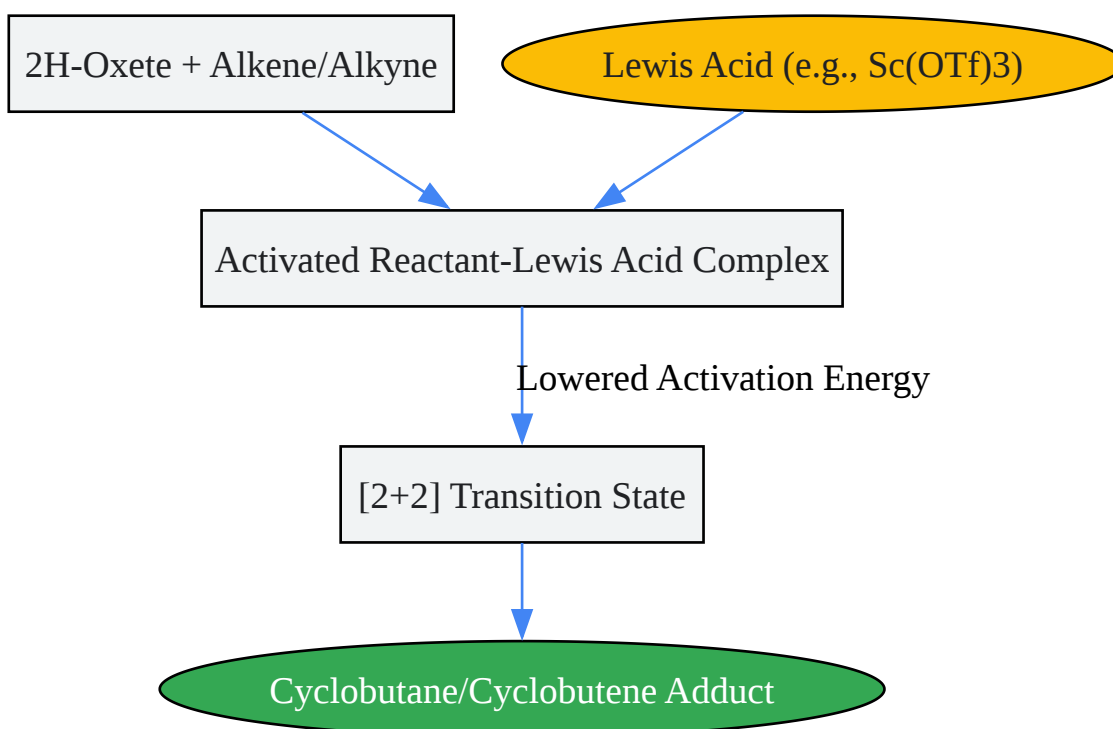 2H-Oxete + Alkene/Alkyne
Lewis Acid (e.g., Sc(OTf)3)
Activated Reactant-Lewis Acid Complex
Lowered Activation Energy
[2+2] Transition State
Cyclobutane/Cyclobutene Adduct